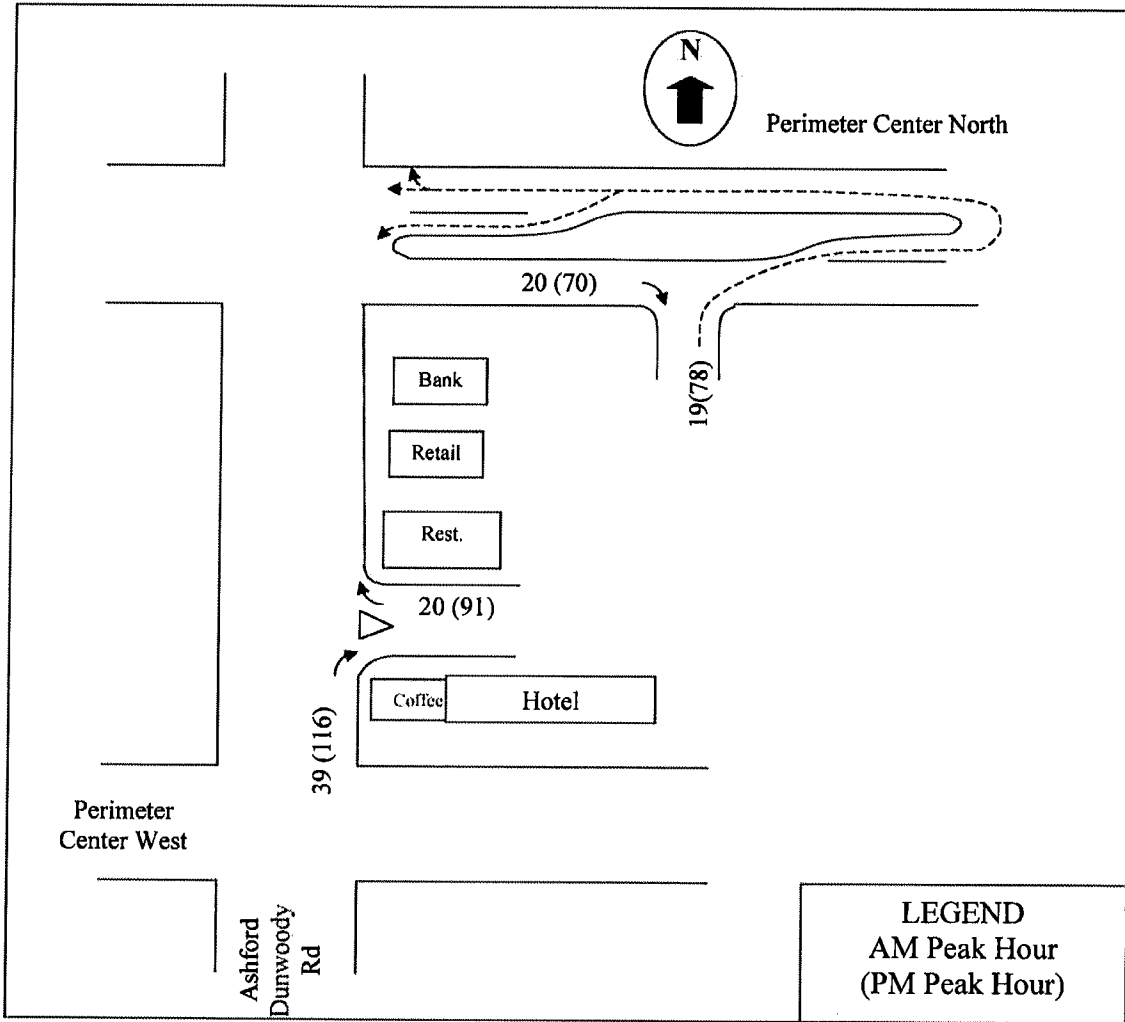 N
Perimeter Center North
20 (70)
19(78)
Bank
Retail
Rest.
20 (91)
Coffee
Hotel
39 (116)
Perimeter
Center West
Ashford
Dunwoody
Rd
LEGEND
AM Peak Hour
(PM Peak Hour)